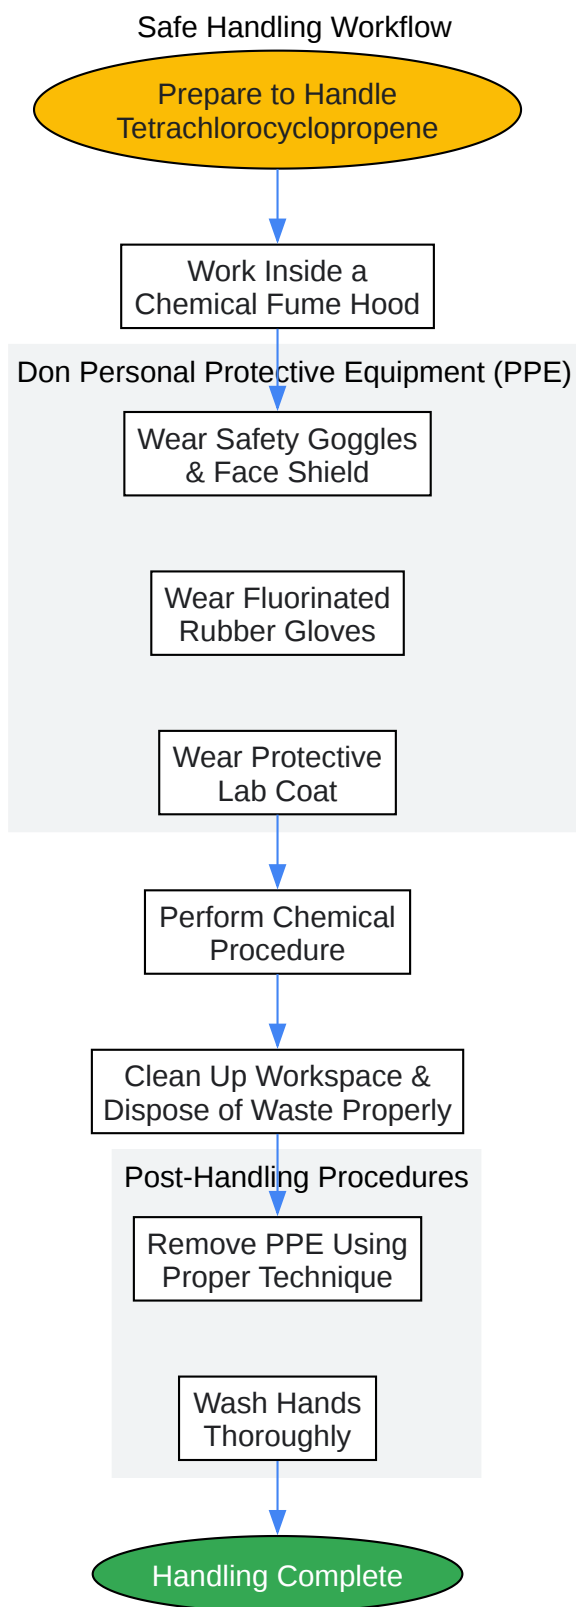 Safe Handling Workflow
Prepare to Handle
Tetrachlorocyclopropene
Work Inside a
Chemical Fume Hood
Don Personal Protective Equipment (PPE)
Wear Safety Goggles
& Face Shield
Wear Fluorinated
Rubber Gloves
Wear Protective
Lab Coat
Perform Chemical
Procedure
Clean Up Workspace &
Dispose of Waste Properly
Post-Handling Procedures
Remove PPE Using
Proper Technique
Wash Hands
Thoroughly
Handling Complete